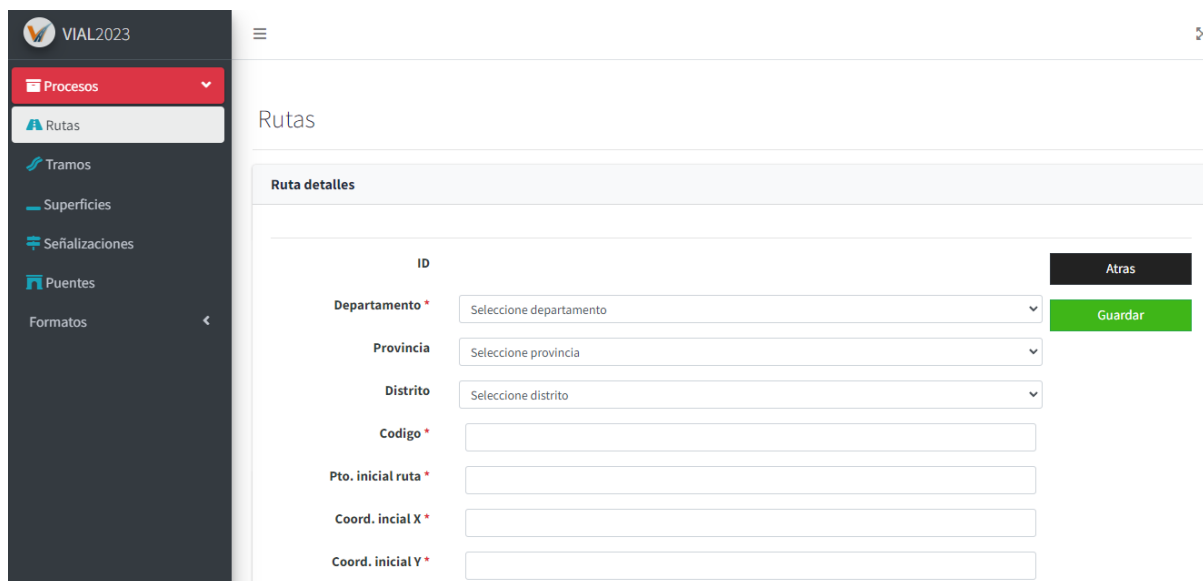 VIAL2023
Procesos
Rutas
Tramos
Superficies
Señalizaciones
Puentes
Formatos
Rutas
Ruta detalles
ID
Atras
Departamento *
Seleccione departamento
Guardar
Provincia
Seleccione provincia
Distrito
Seleccione distrito
Codigo *
Pto. inicial ruta *
Coord. incial X *
Coord. inicial Y *